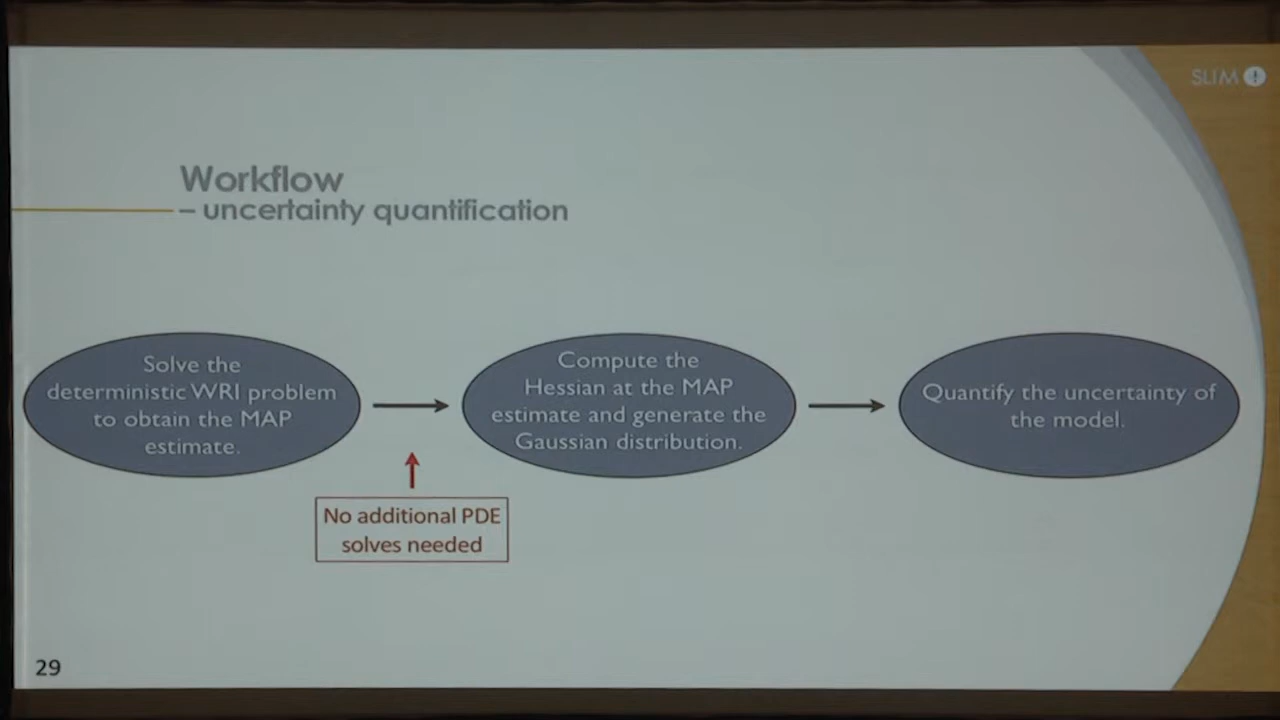 SLIM
Workflow
– uncertainty quantification
Solve the
deterministic WRI problem
to obtain the MAP
estimate.
Compute the
Hessian at the MAP
estimate and generate the
Gaussian distribution.
Quantify the uncertainty of
the model.
No additional PDE
solves needed
29